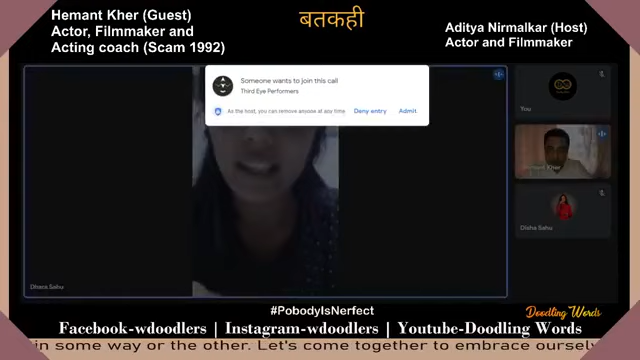 Hemant Kher (Guest)
Actor, Filmmaker and
Acting coach (Scam 1992)
बतकही
Aditya Nirmalkar (Host)
Actor and Filmmaker
Someone wants to join this call
Third Eye Performers
As the host, you can remove anyone at any time
Deny entry
Admit
You
Hemant Kher
Disha Sahu
Dhara Sahu
#PobodyIsNerfect
Doodling Words
Facebook-wdoodlers | Instagram-wdoodlers | Youtube-Doodling Words
in some way or the other. Let's come together to embrace oursel